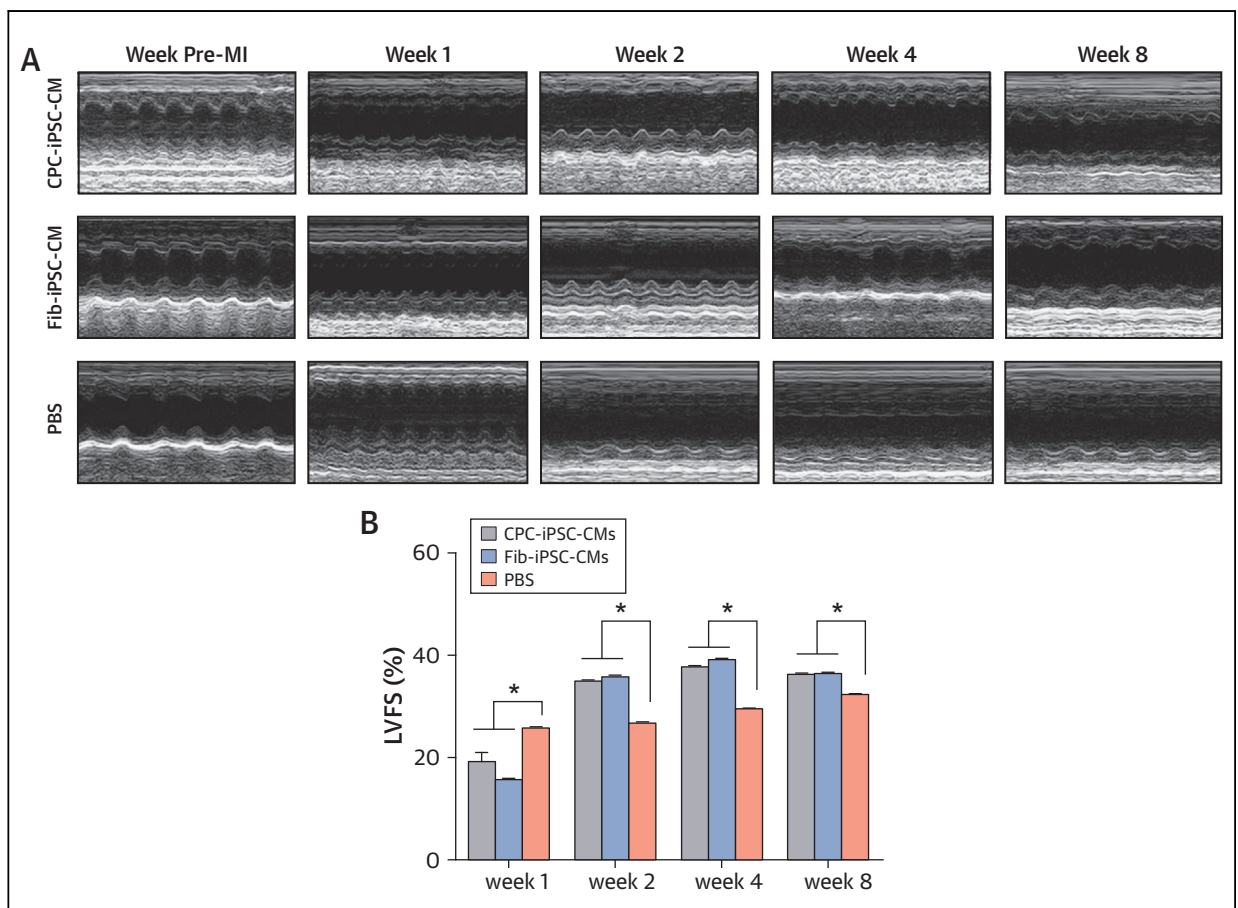 A
Week Pre-MI Week 1 Week 2 Week 4 Week 8
CPC-iPSC-CM
Fib-iPSC-CM
PBS
B
CPC-iPSC-CMs
Fib-iPSC-CMs
PBS
LVFS (%)
60
40
20
0
* * * *
week 1 week 2 week 4 week 8